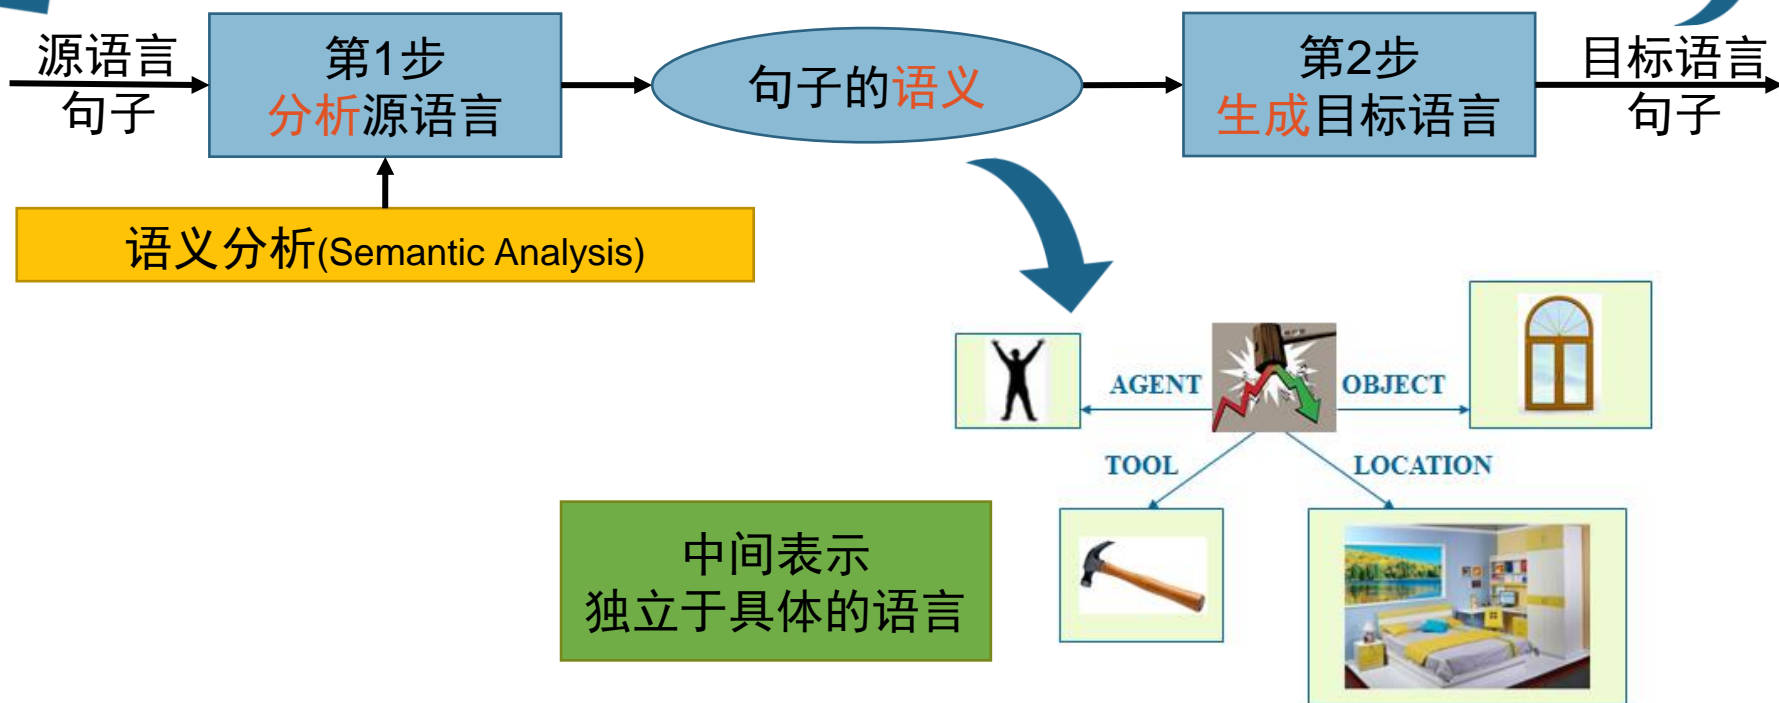 源语言
句子
第1步
分析源语言
句子的语义
第2步
生成目标语言
目标语言
句子
语义分析(Semantic Analysis)
AGENT
OBJECT
TOOL
LOCATION
中间表示
独立于具体的语言